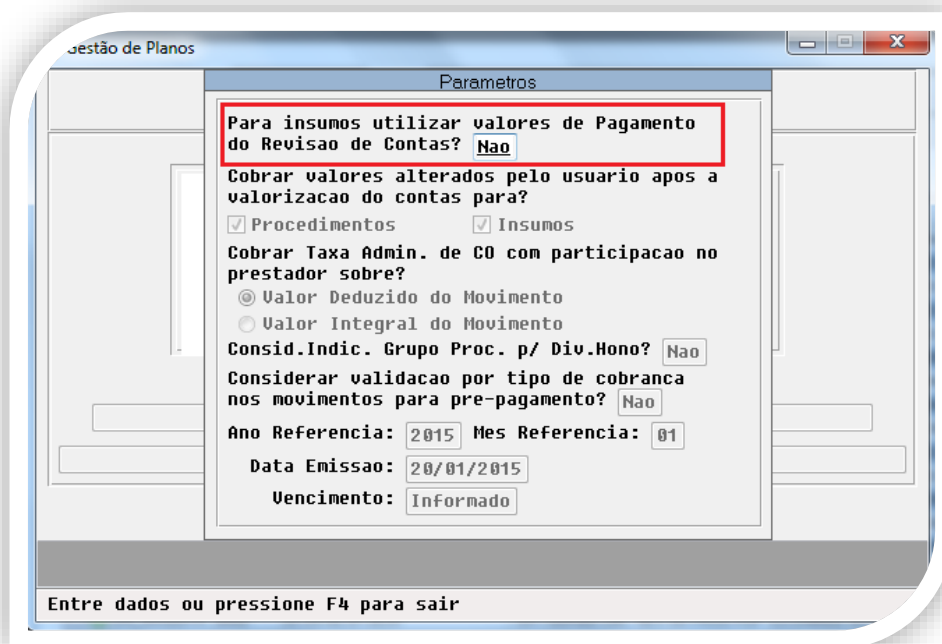 Gestão de Planos
Parametros
Para insumos utilizar valores de Pagamento
do Revisao de Contas? Nao
Cobrar valores alterados pelo usuario apos a
valorizacao do contas para?
Procedimentos Insumos
Cobrar Taxa Admin. de CO com participacao no
prestador sobre?
Valor Deduzido do Movimento
Valor Integral do Movimento
Consid.Indic. Grupo Proc. p/ Div.Hono? Nao
Considerar validacao por tipo de cobranca
nos movimentos para pre-pagamento? Nao
Ano Referencia: 2015 Mes Referencia: 01
Data Emissao: 20/01/2015
Vencimento: Informado
Entre dados ou pressione F4 para sair